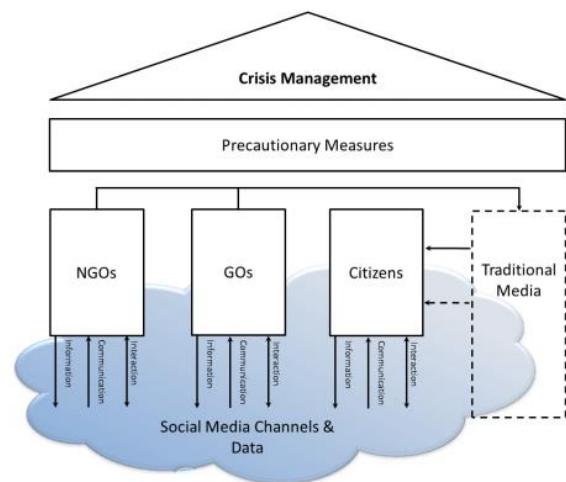 Crisis Management
Precautionary Measures
NGOs
GOs
Citizens
Traditional
Media
Information
Communication
Interaction
Information
Communication
Interaction
Information
Communication
Interaction
Social Media Channels &
Data